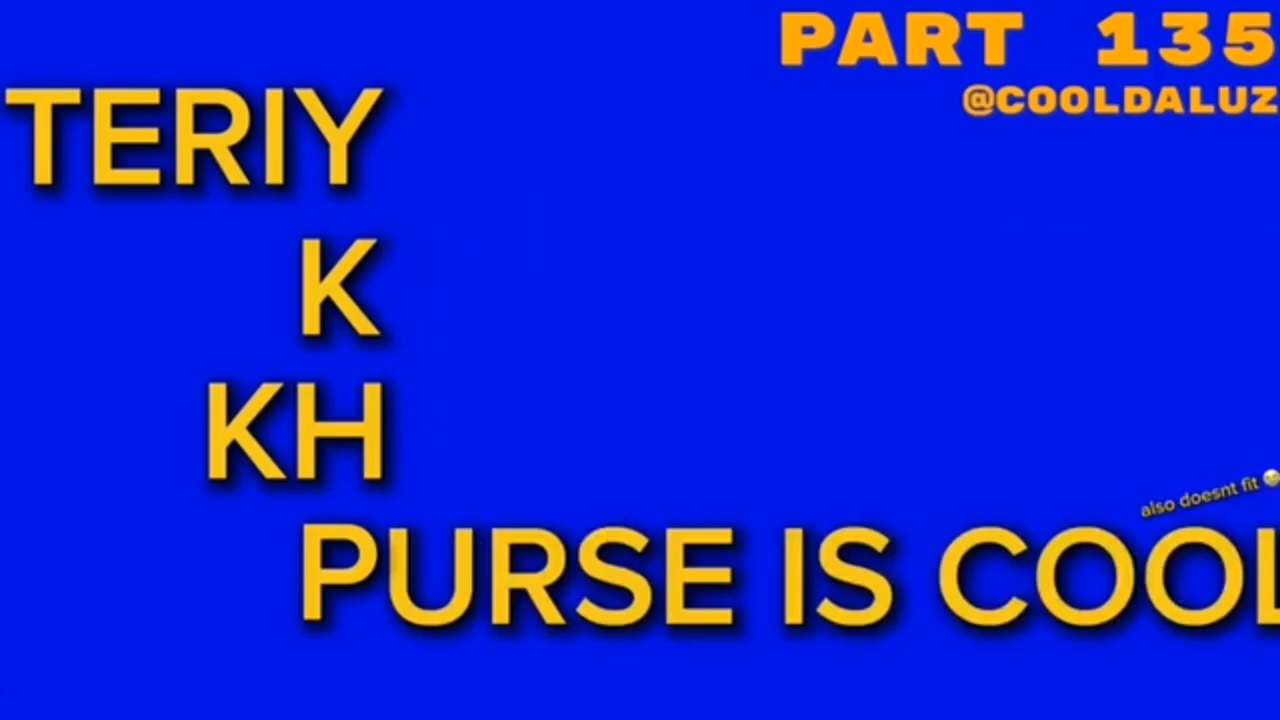 PART 135
@COOLDALUZ
TERIY
K
KH
also doesnt fit 😭
PURSE IS COOL